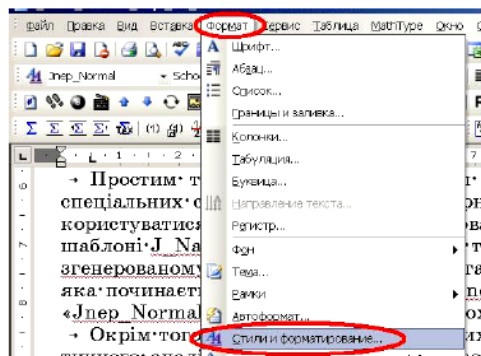 Файл Правка Вид Вставка Формат Сервис Таблица MathType Окно
Шрифт...
Jnep_Normal Scho
Абзац...
Список...
Границы и заливка...
Колонки...
Табуляция...
Буквица...
Направление текста...
Регистр...
Фон
Тема...
Рамки
Автоформат...
Стили и форматирование...
Простим т
спеціальних с
користуватися
шаблоні J_Na
згенерованому
яка починаєт
«Jnep_Normal
Окрім того